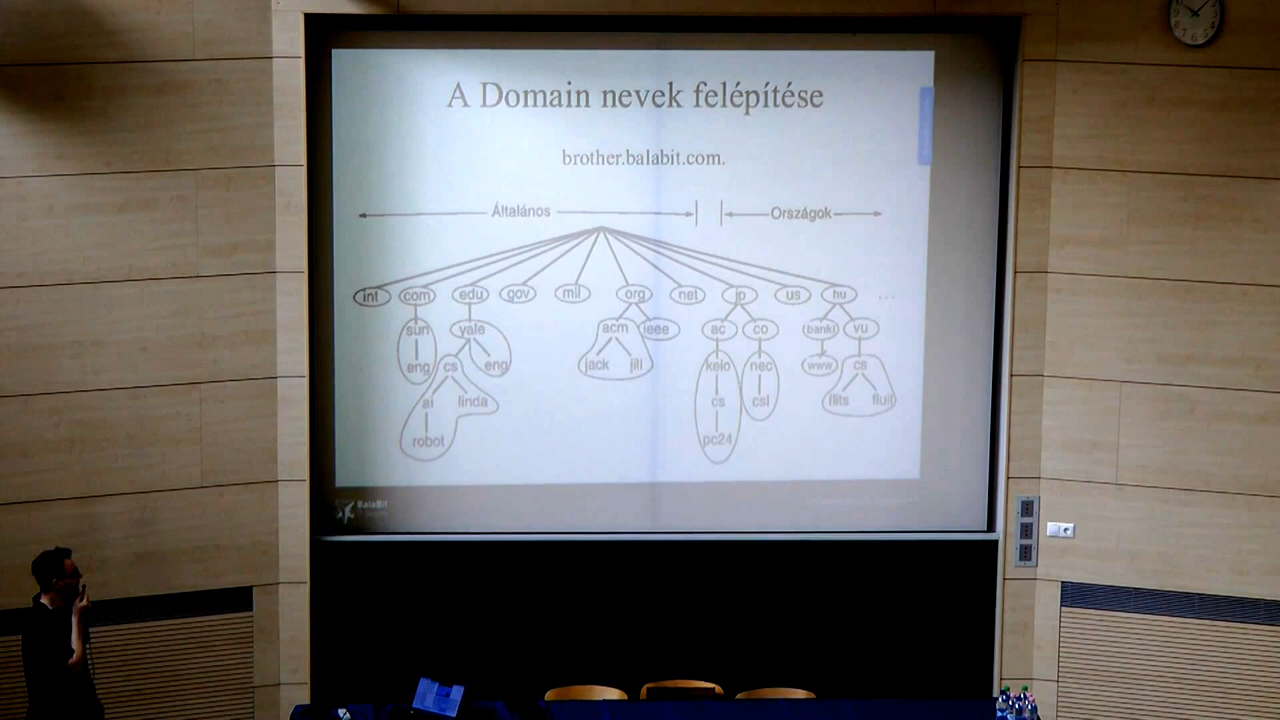 A Domain nevek felépítése
brother.balabit.com.
Általános Országok
int com edu gov mil org net jp us hu ....
sun yale acm ieee ac co (bank) vu
eng cs eng jack jill keio nec www cs
ai linda cs csl flits fluit
robot pc24
BalaBit